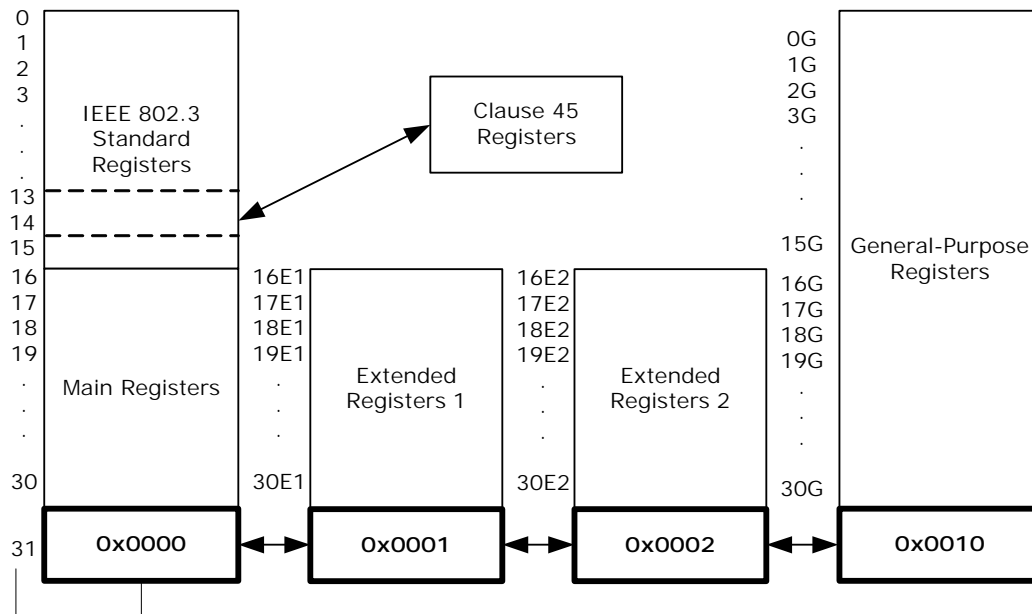 0
1
2
3
.
.
.
13
14
15
16
17
18
19
.
.
.
30
31
IEEE 802.3
Standard
Registers
Main Registers
0x0000
Clause 45
Registers
16E1
17E1
18E1
19E1
.
.
.
30E1
Extended
Registers 1
0x0001
16E2
17E2
18E2
19E2
.
.
.
30E2
Extended
Registers 2
0x0002
0G
1G
2G
3G
.
.
.
15G
16G
17G
18G
19G
.
.
.
30G
General-Purpose
Registers
0x0010